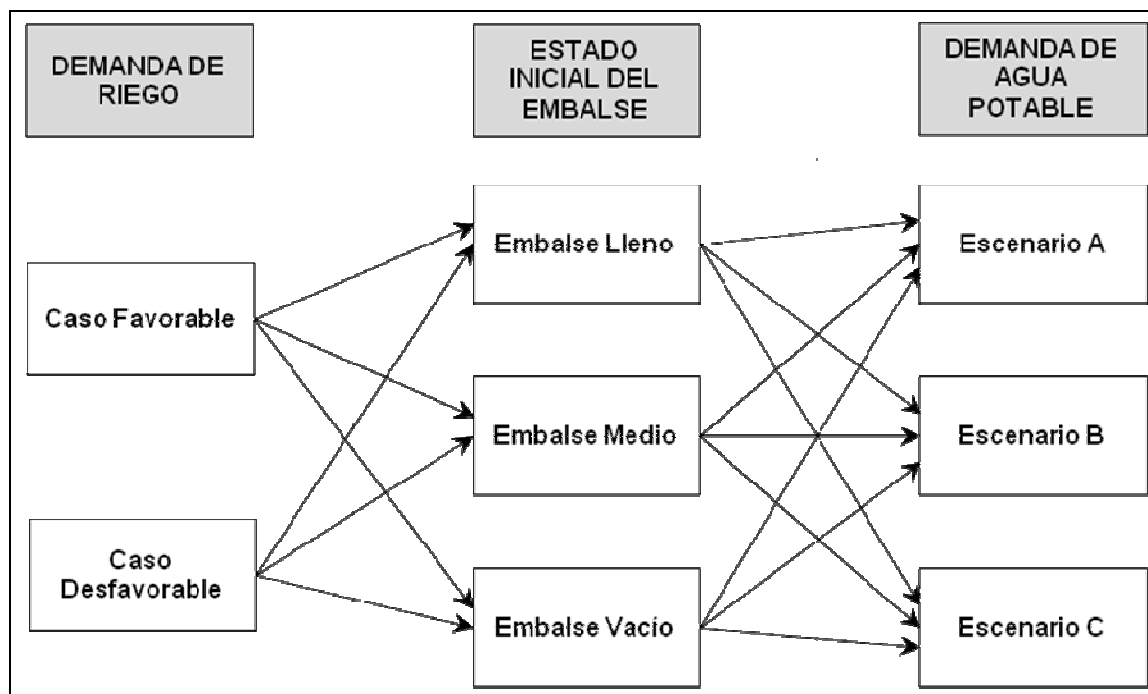 DEMANDA DE
RIEGO
ESTADO
INICIAL DEL
EMBALSE
DEMANDA DE
AGUA
POTABLE
Caso Favorable
Caso
Desfavorable
Embalse Lleno
Embalse Medio
Embalse Vacío
Escenario A
Escenario B
Escenario C